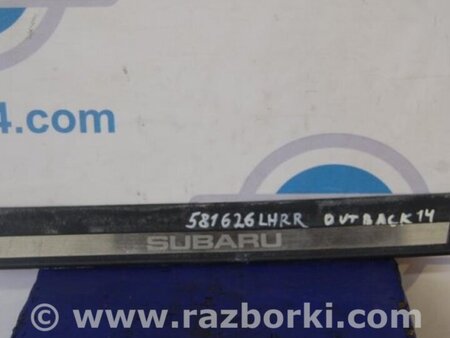 4.com
581626LHRR OUTBACK14
SUBARU
© www.razborki.com